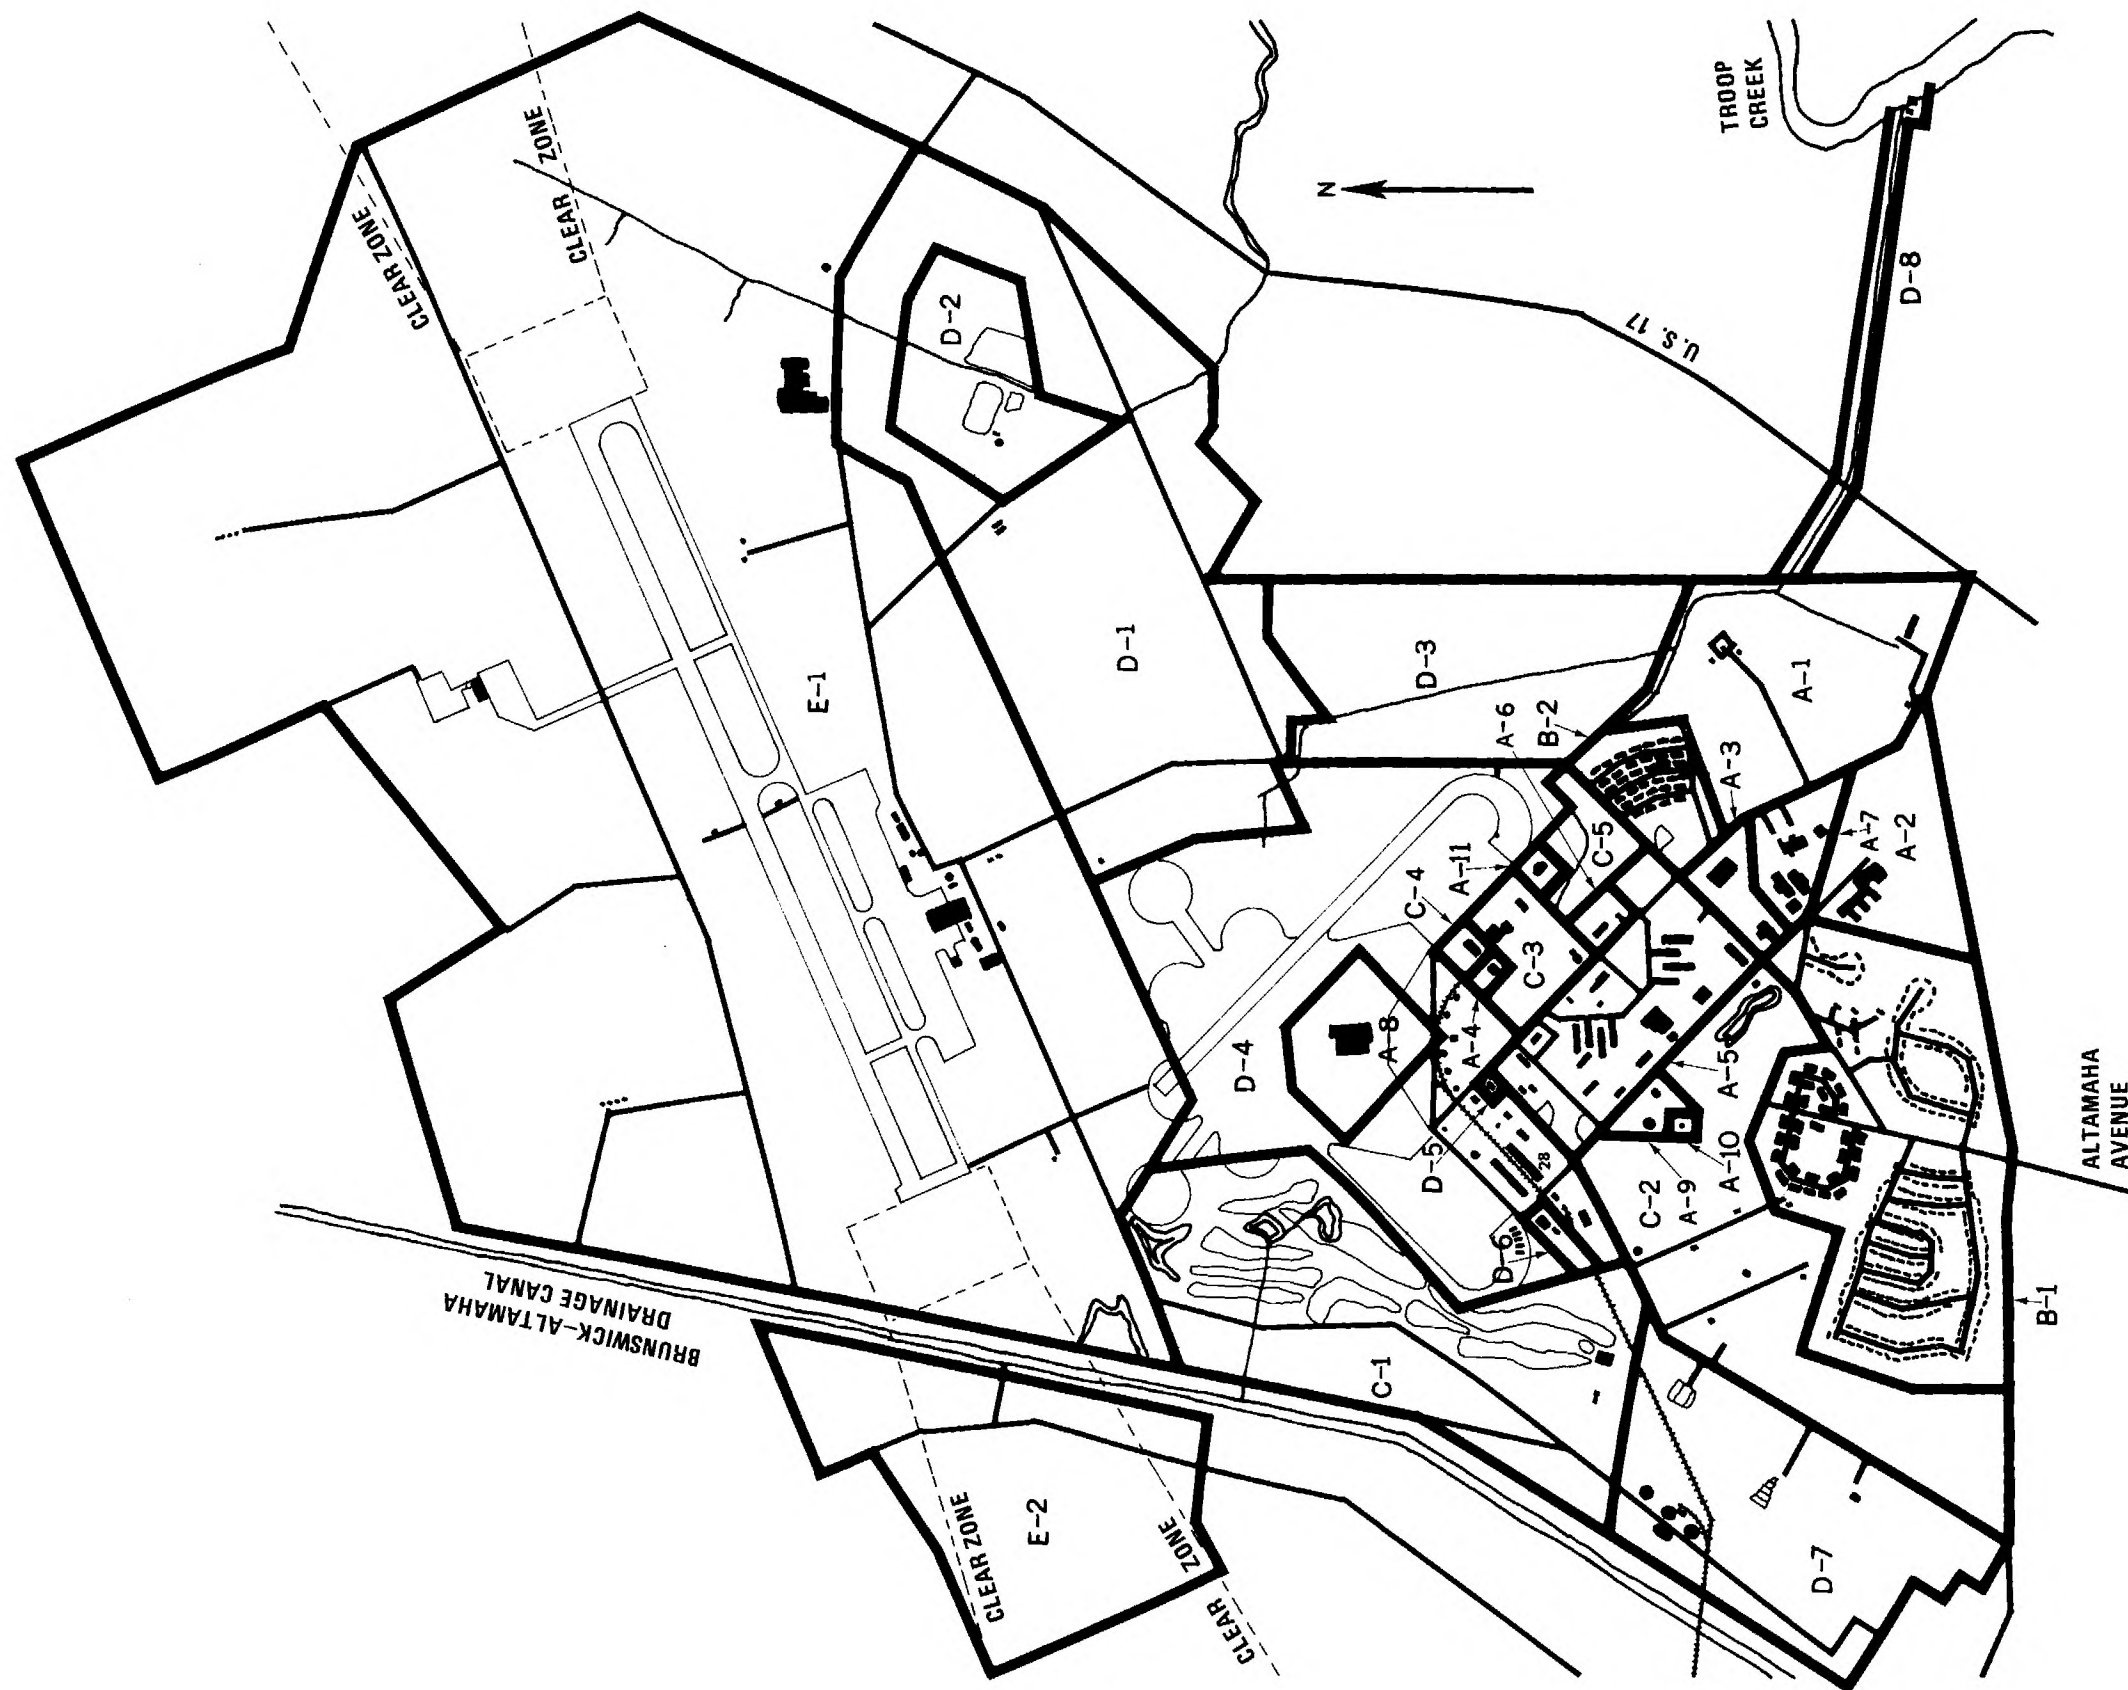 CLEAR ZONE
CLEAR ZONE
TROOP
CREEK
N
D-2
D-8
U.S. 17
E-1
D-1
D-3
A-6
B-2
A-1
A-3
C-5
A-7
A-2
A-11
C-4
C-3
A-8
A-4
D-4
A-5
D-5
28
A-10
A-9
C-2
D-6
ALTAMAHA
AVENUE
B-1
BRUNSWICK-ALTAMAHA
DRAINAGE CANAL
C-1
E-2
CLEAR ZONE
CLEAR ZONE
D-7